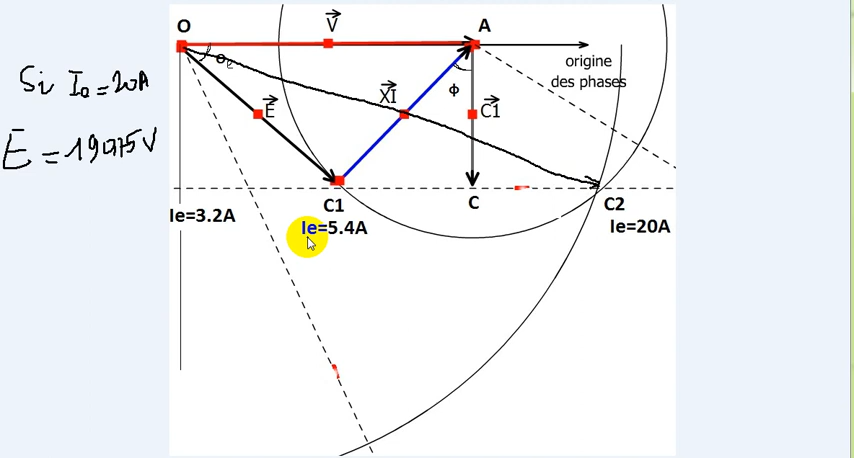 Si Ie = 20A
E = 19075V
O
V
A
origine
des phases
θ2
E
XI
ϕ
C1
C1
C
C2
Ie=3.2A
Ie=5.4A
Ie=20A